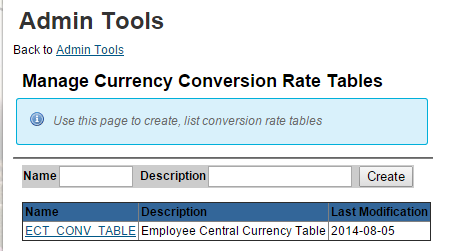 Admin Tools
Back to Admin Tools
Manage Currency Conversion Rate Tables
Use this page to create, list conversion rate tables
Name Description Create
Name Description Last Modification
ECT_CONV_TABLE Employee Central Currency Table 2014-08-05